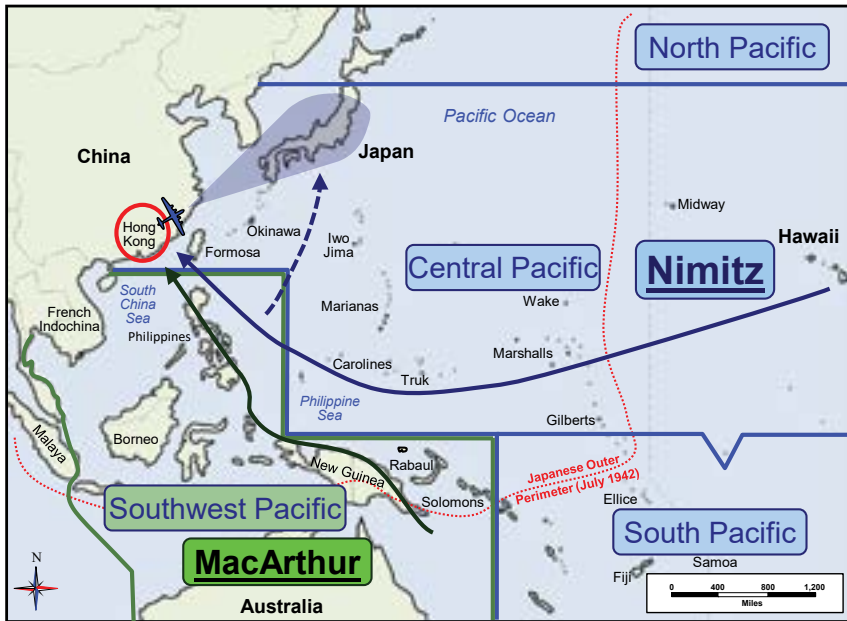 North Pacific
Pacific Ocean
China
Japan
Midway
Hong
Kong
Okinawa
Iwo
Jima
Hawaii
Formosa
Central Pacific
Nimitz
South
China
Sea
French
Indochina
Marianas
Wake
Philippines
Marshalls
Carolines
Truk
Philippine
Sea
Gilberts
Malaya
Borneo
New Guinea
Rabaul
Japanese Outer
Perimeter (July 1942)
Solomons
Ellice
Southwest Pacific
South Pacific
MacArthur
Samoa
Fiji
N
Australia
0 400 800 1,200
Miles